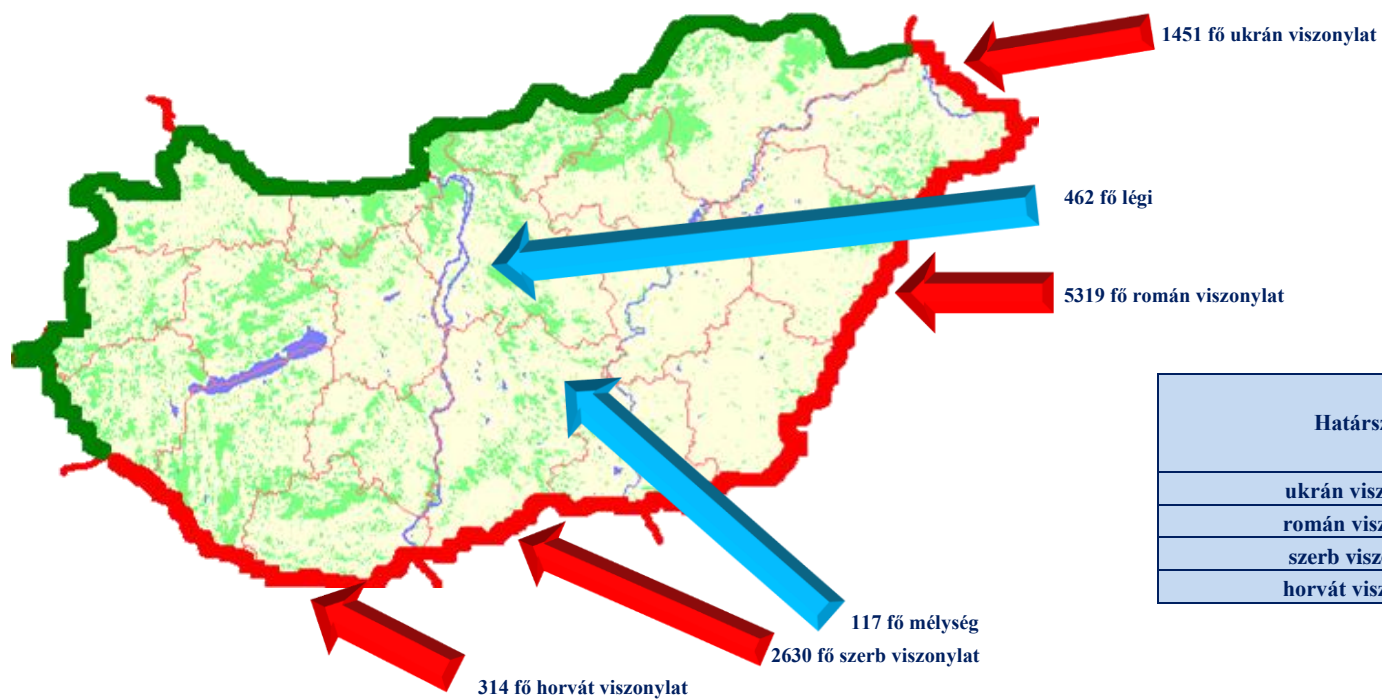 1451 fő ukrán viszonylat
462 fő légi
5319 fő román viszonylat
117 fő mélység
2630 fő szerb viszonylat
314 fő horvát viszonylat
Határsz
ukrán visz
román visz
szerb visz
horvát visz